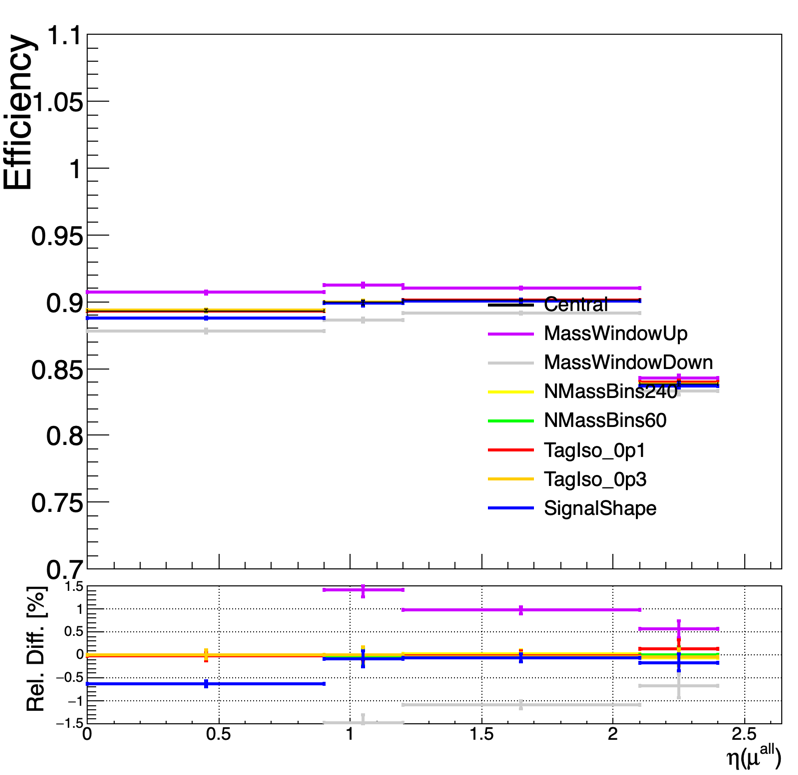 Efficiency
1.1
1.05
1
0.95
0.9
0.85
0.8
0.75
0.7
Central
MassWindowUp
MassWindowDown
NMassBins240
NMassBins60
TagIso_0p1
TagIso_0p3
SignalShape
Rel. Diff. [%]
1.5
1
0.5
0
−0.5
−1
−1.5
0 0.5 1 1.5 2 2.5
η(μ^all)